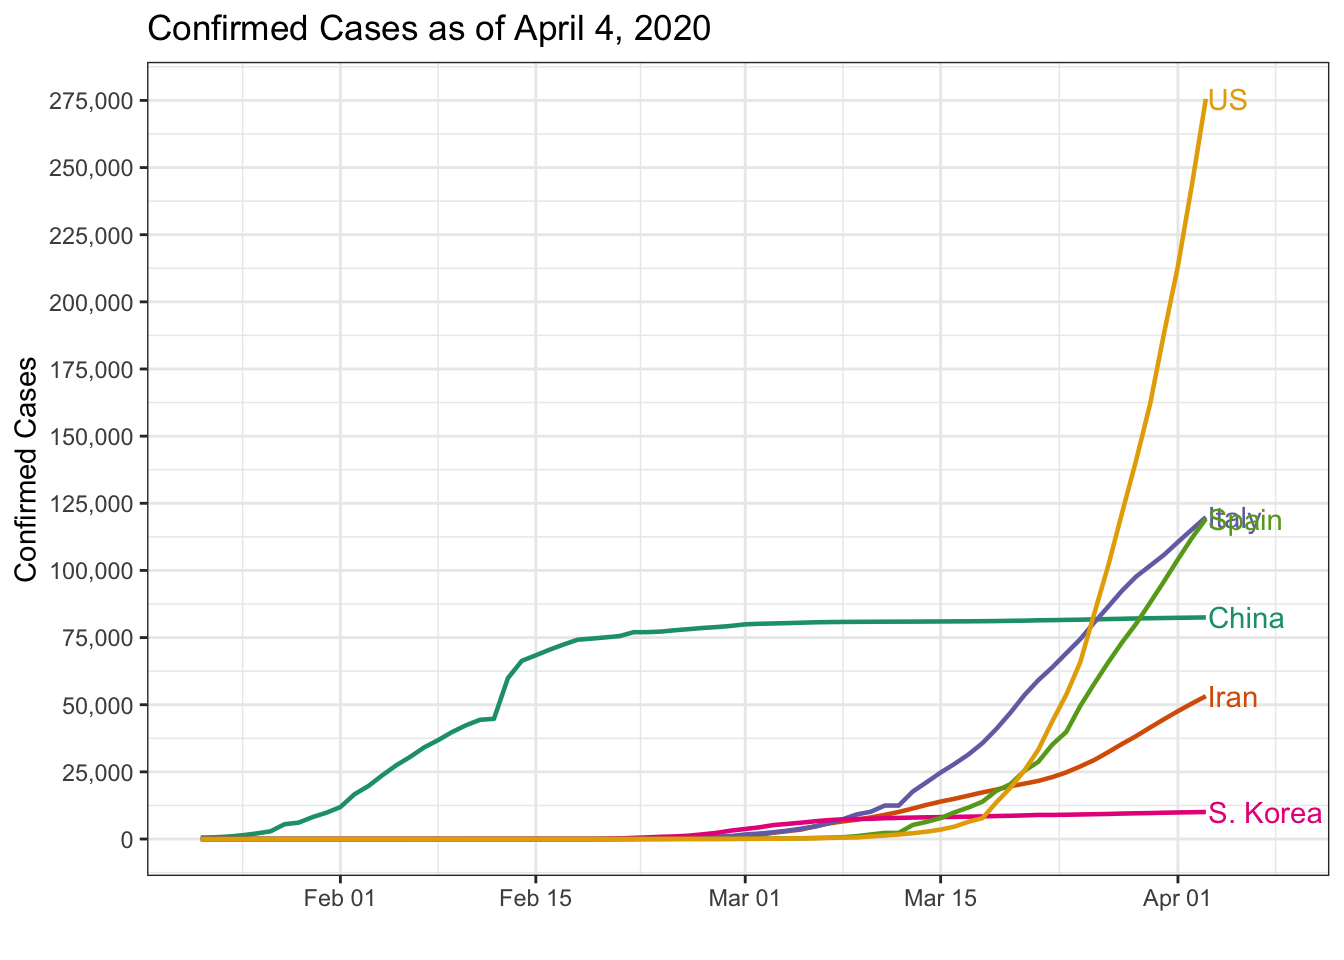 Confirmed Cases as of April 4, 2020
Confirmed Cases
275,000
250,000
225,000
200,000
175,000
150,000
125,000
100,000
75,000
50,000
25,000
0
US
Italy
Spain
China
Iran
S. Korea
Feb 01
Feb 15
Mar 01
Mar 15
Apr 01